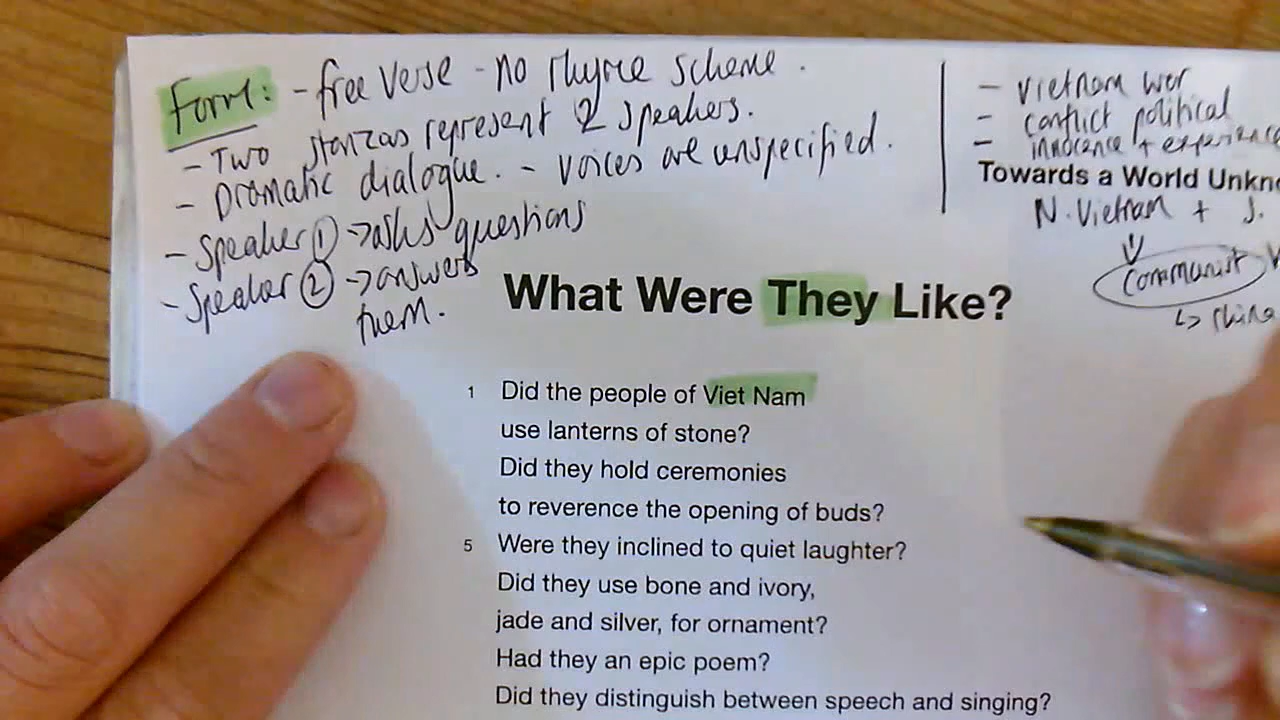 Form: - free verse - no rhyme scheme.
- Two stanzas represent 2 speakers.
- Dramatic dialogue. - voices are unspecified.
- Speaker ① -> asks questions
- Speaker ② -> answers
them.
- Vietnam war
- conflict political
- innocence + experience
Towards a World Unkn
N. Vietnam + S.
Communist
↳ China
What Were They Like?
1 Did the people of Viet Nam
use lanterns of stone?
Did they hold ceremonies
to reverence the opening of buds?
5 Were they inclined to quiet laughter?
Did they use bone and ivory,
jade and silver, for ornament?
Had they an epic poem?
Did they distinguish between speech and singing?